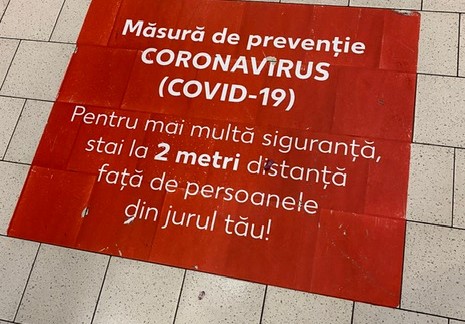 Măsură de prevenție
CORONAVIRUS
(COVID-19)
Pentru mai multă siguranță,
stai la 2 metri distanță
față de persoanele
din jurul tău!